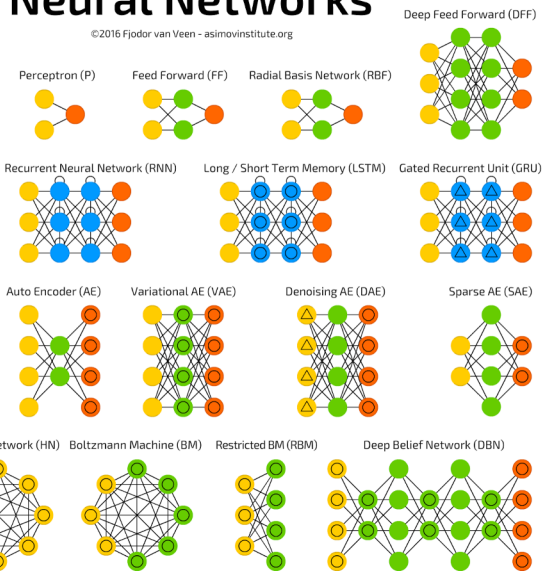 Neural Networks
©2016 Fjodor van Veen - asimovinstitute.org
Deep Feed Forward (DFF)
Perceptron (P)
Feed Forward (FF)
Radial Basis Network (RBF)
Recurrent Neural Network (RNN)
Long / Short Term Memory (LSTM)
Gated Recurrent Unit (GRU)
Auto Encoder (AE)
Variational AE (VAE)
Denoising AE (DAE)
Sparse AE (SAE)
etwork (HN)
Boltzmann Machine (BM)
Restricted BM (RBM)
Deep Belief Network (DBN)